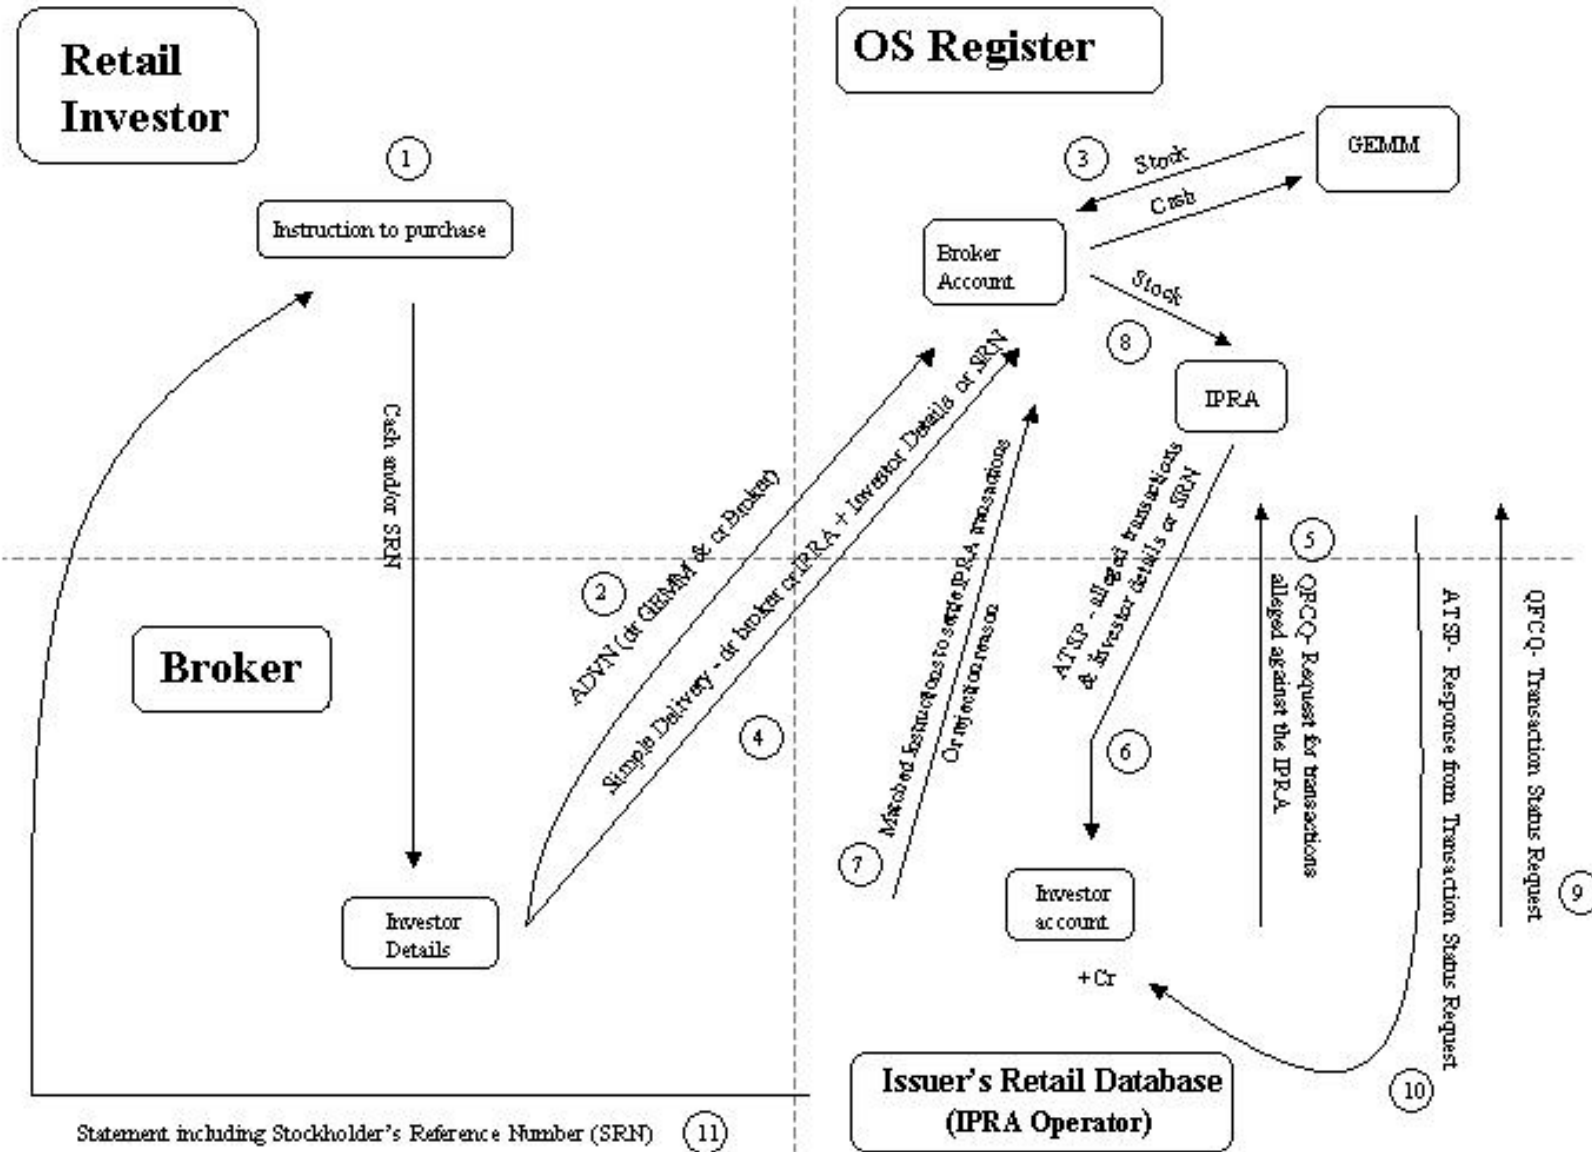 Retail
Investor
1
Instruction to purchase
Cash and/or SRN
Broker
Investor
Details
2
ADVN (dr GEMM & cr Broker)
Simple Delivery - dr broker cr IPRA + Investor Details or SRN
4
OS Register
3
Stock
Cash
GEMM
Broker
Account
Stock
8
IPRA
5
QFCQ- Request for transactions
alleged against the IPRA
ATSP - alleged transactions
& investor details or SRN
6
7
Matched Instructions to settle IPRA transactions
Or rejection reason
Investor
account
+Cr
ATSP- Response from Transaction Status Request
10
QFCQ- Transaction Status Request
9
Issuer's Retail Database
(IPRA Operator)
Statement including Stockholder's Reference Number (SRN)
11